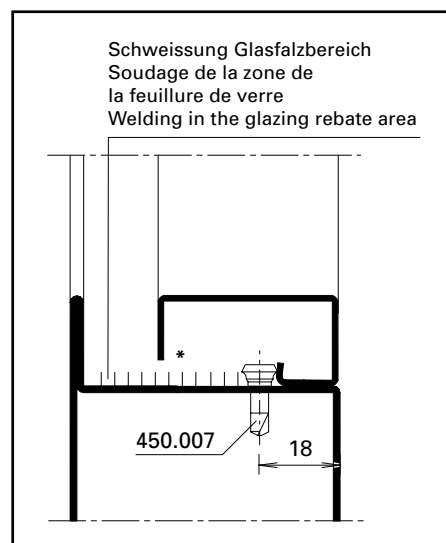 Schweissung Glasfalzbereich
Soudage de la zone de
la feuillure de verre
Welding in the glazing rebate area
*
450.007
18